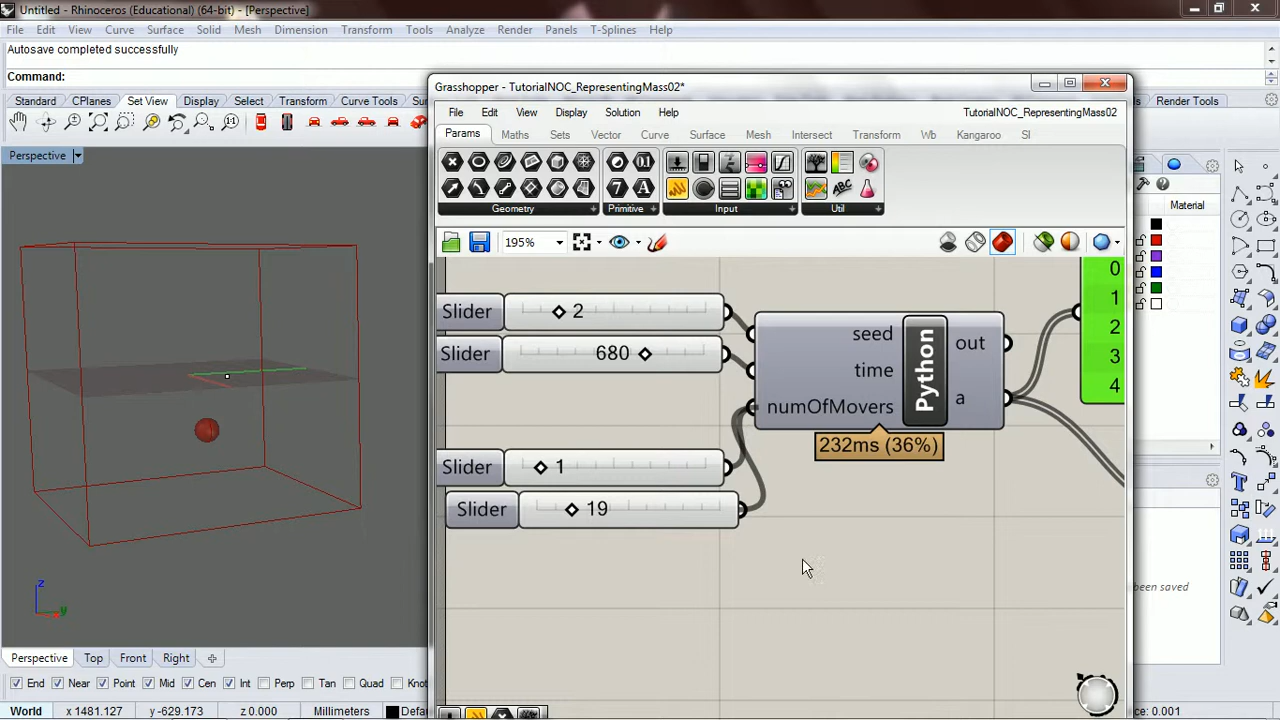 Untitled - Rhinoceros (Educational) (64-bit) - [Perspective]
File Edit View Curve Surface Solid Mesh Dimension Transform Tools Analyze Render Panels T-Splines Help
Autosave completed successfully
Command:
Standard CPlanes Set View Display Transform Curve Tools Su
Render Tools
Perspective
Grasshopper - TutorialNOC_RepresentingMass02*
File Edit View Display Solution Help
TutorialNOC_RepresentingMass02
Params Maths Sets Vector Curve Surface Mesh Intersect Transform Wb Kangaroo SI
Geometry Primitive Input Util
195%
Material
Slider 2
Slider 680
Slider 1
Slider 19
seed
time
numOfMovers
Python
out
a
232ms (36%)
0
1
2
3
4
been saved
z
y
x
Perspective Top Front Right
End Near Point Mid Cen Int Perp Tan Quad Knot
World x 1481.127 y -629.173 z 0.000 Millimeters Defa
ce: 0.001